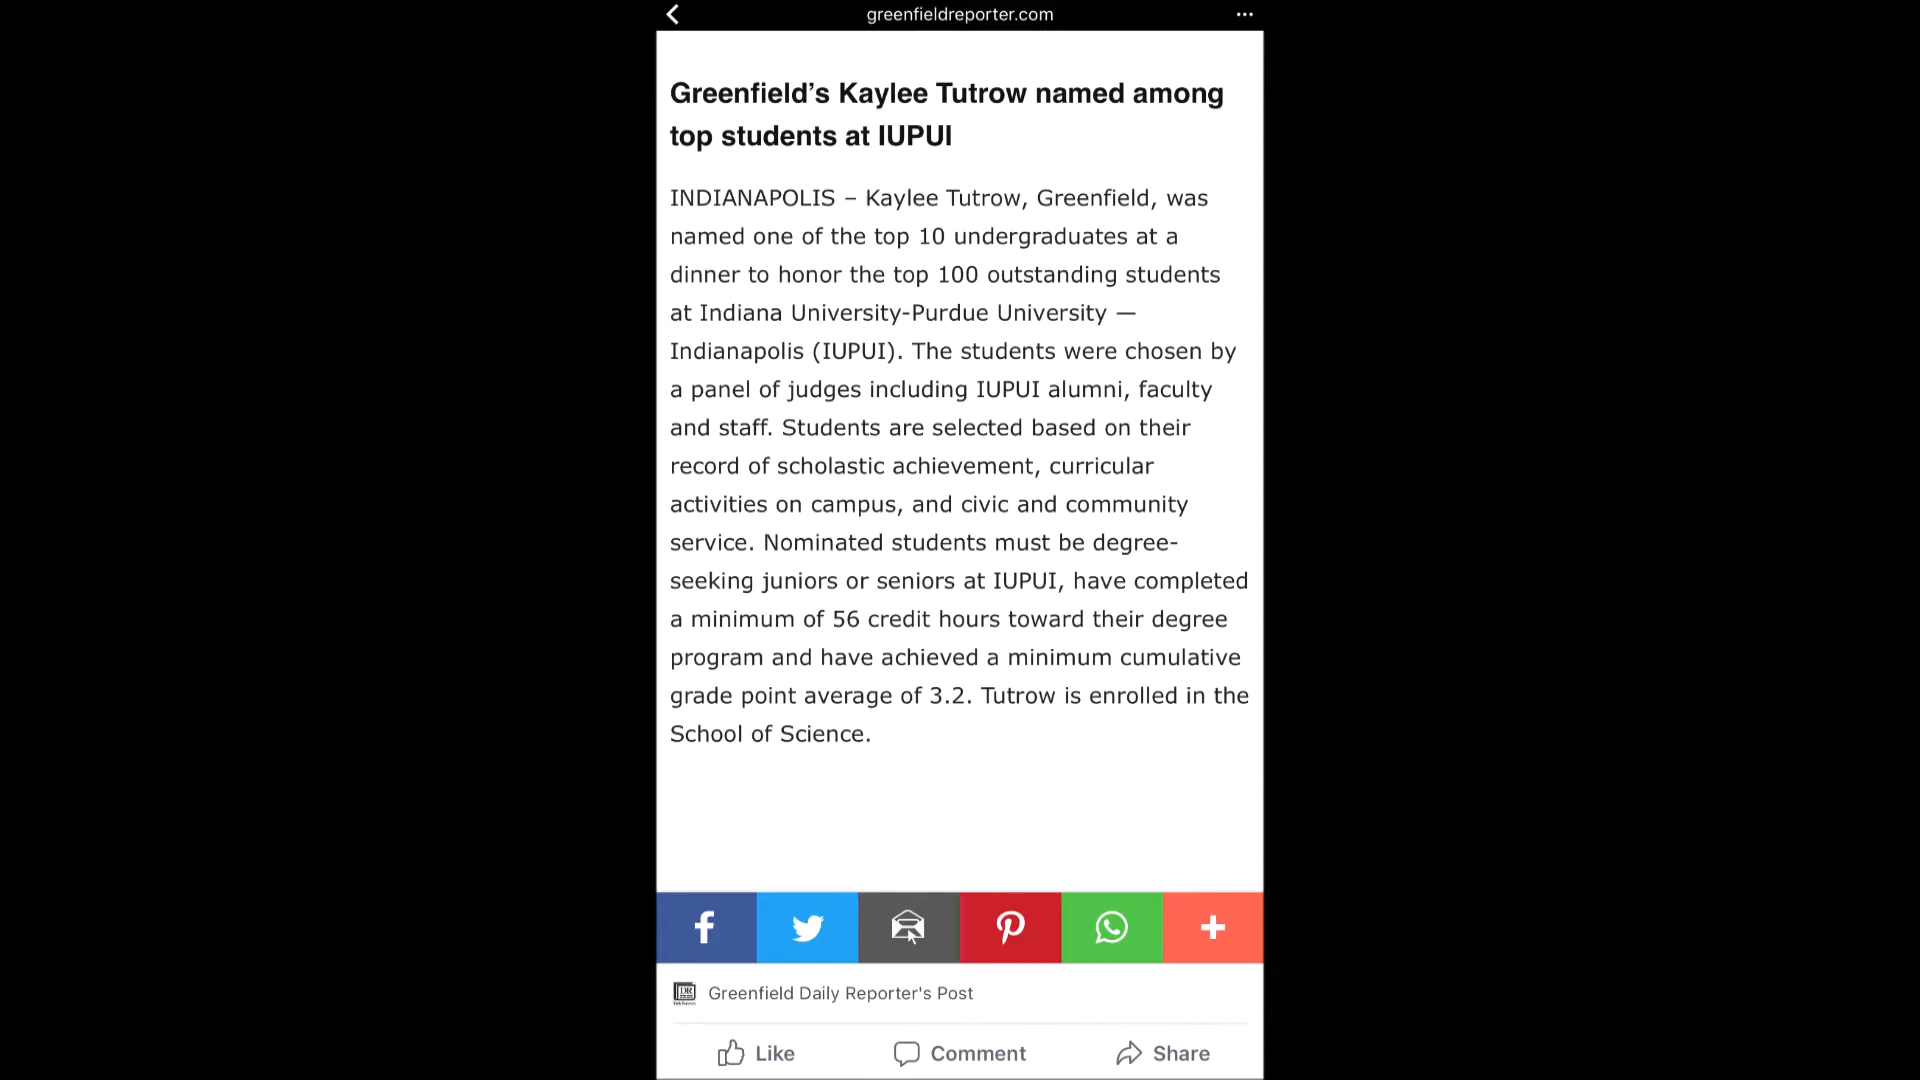 greenfieldreporter.com
Greenfield’s Kaylee Tutrow named among
top students at IUPUI
INDIANAPOLIS – Kaylee Tutrow, Greenfield, was
named one of the top 10 undergraduates at a
dinner to honor the top 100 outstanding students
at Indiana University-Purdue University —
Indianapolis (IUPUI). The students were chosen by
a panel of judges including IUPUI alumni, faculty
and staff. Students are selected based on their
record of scholastic achievement, curricular
activities on campus, and civic and community
service. Nominated students must be degree-
seeking juniors or seniors at IUPUI, have completed
a minimum of 56 credit hours toward their degree
program and have achieved a minimum cumulative
grade point average of 3.2. Tutrow is enrolled in the
School of Science.
DR
Greenfield Daily Reporter's Post
Like Comment Share